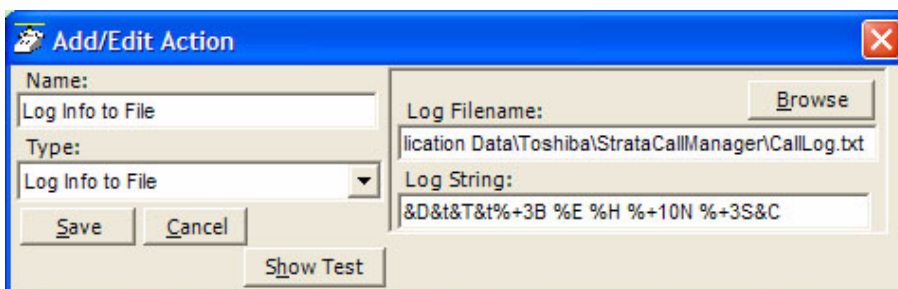 Add/Edit Action
Name:
Log Info to File
Type:
Log Info to File
Save Cancel
Show Test
Browse
Log Filename:
lication Data\Toshiba\StrataCallManager\CallLog.txt
Log String:
&D&t&T&t%+3B %E %H %+10N %+3S&C